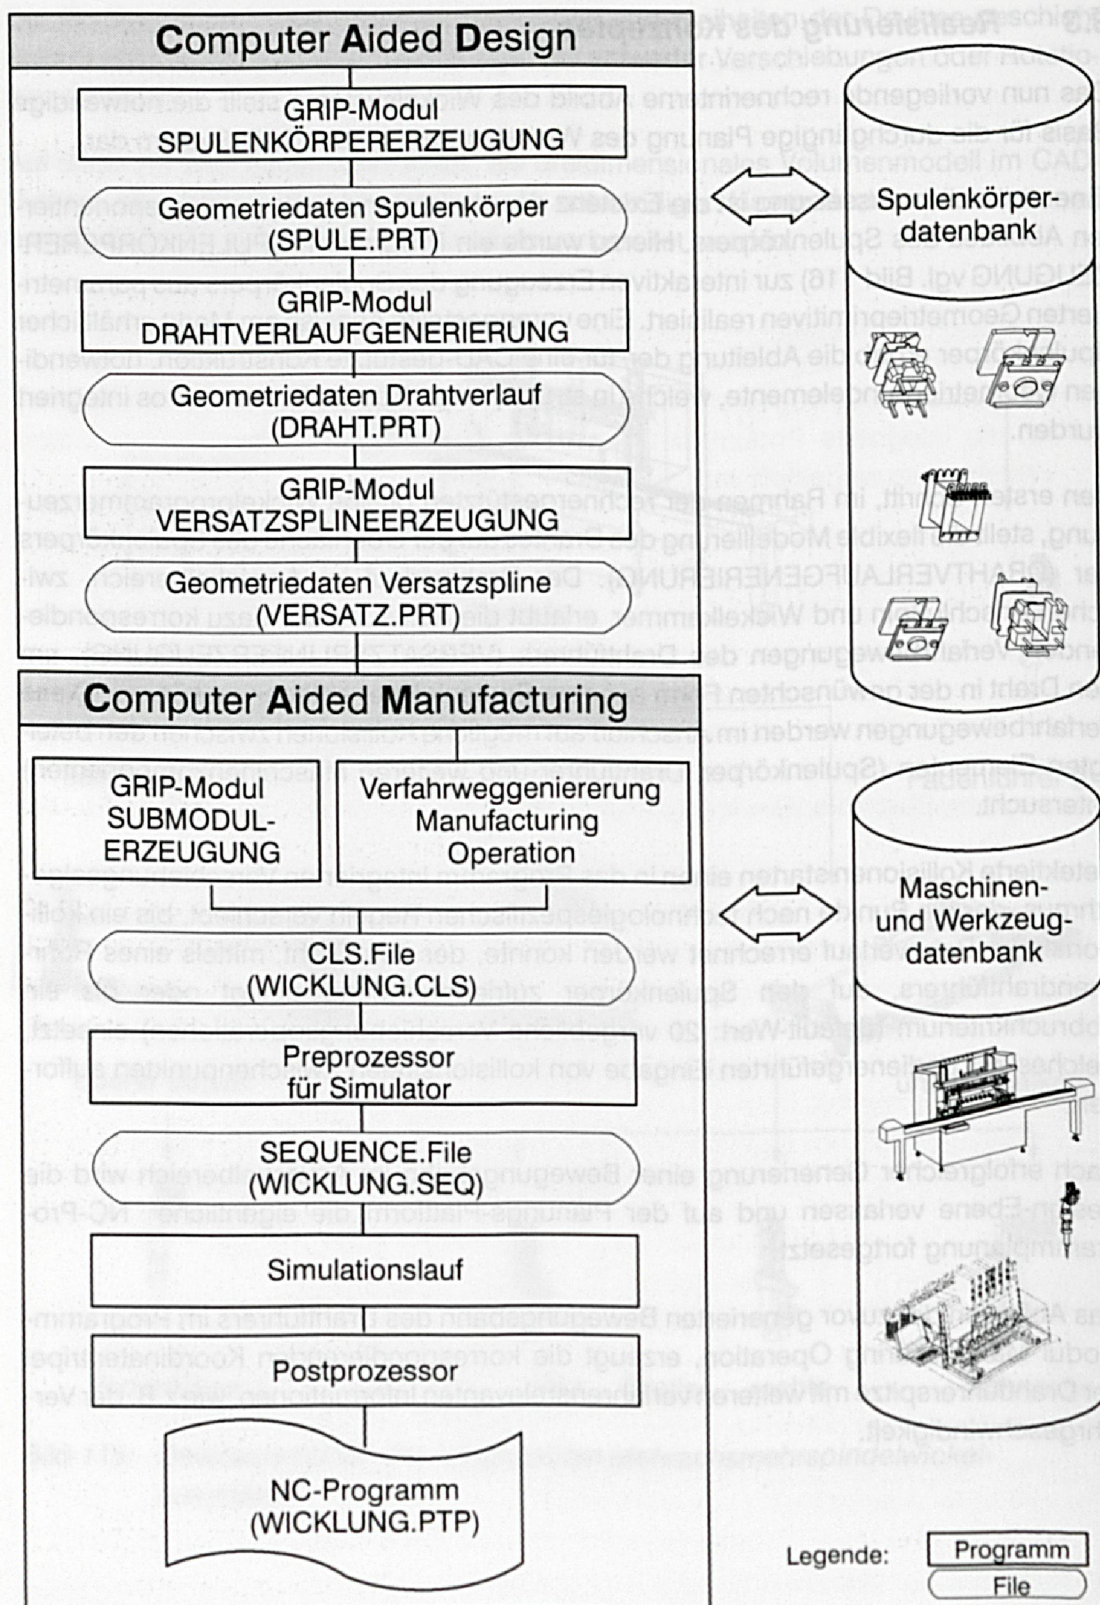 Computer Aided Design
GRIP-Modul
SPULENKÖRPERERZEUGUNG
Geometriedaten Spulenkörper
(SPULE.PRT)
GRIP-Modul
DRAHTVERLAUFGENERIERUNG
Geometriedaten Drahtverlauf
(DRAHT.PRT)
GRIP-Modul
VERSATZSPLINEERZEUGUNG
Geometriedaten Versatzspline
(VERSATZ.PRT)
Spulenkörper-
datenbank
Computer Aided Manufacturing
GRIP-Modul
SUBMODUL-
ERZEUGUNG
Verfahrweggeniererung
Manufacturing
Operation
CLS.File
(WICKLUNG.CLS)
Preprozessor
für Simulator
SEQUENCE.File
(WICKLUNG.SEQ)
Simulationslauf
Postprozessor
NC-Programm
(WICKLUNG.PTP)
Maschinen-
und Werkzeug
datenbank
Legende:
Programm
File